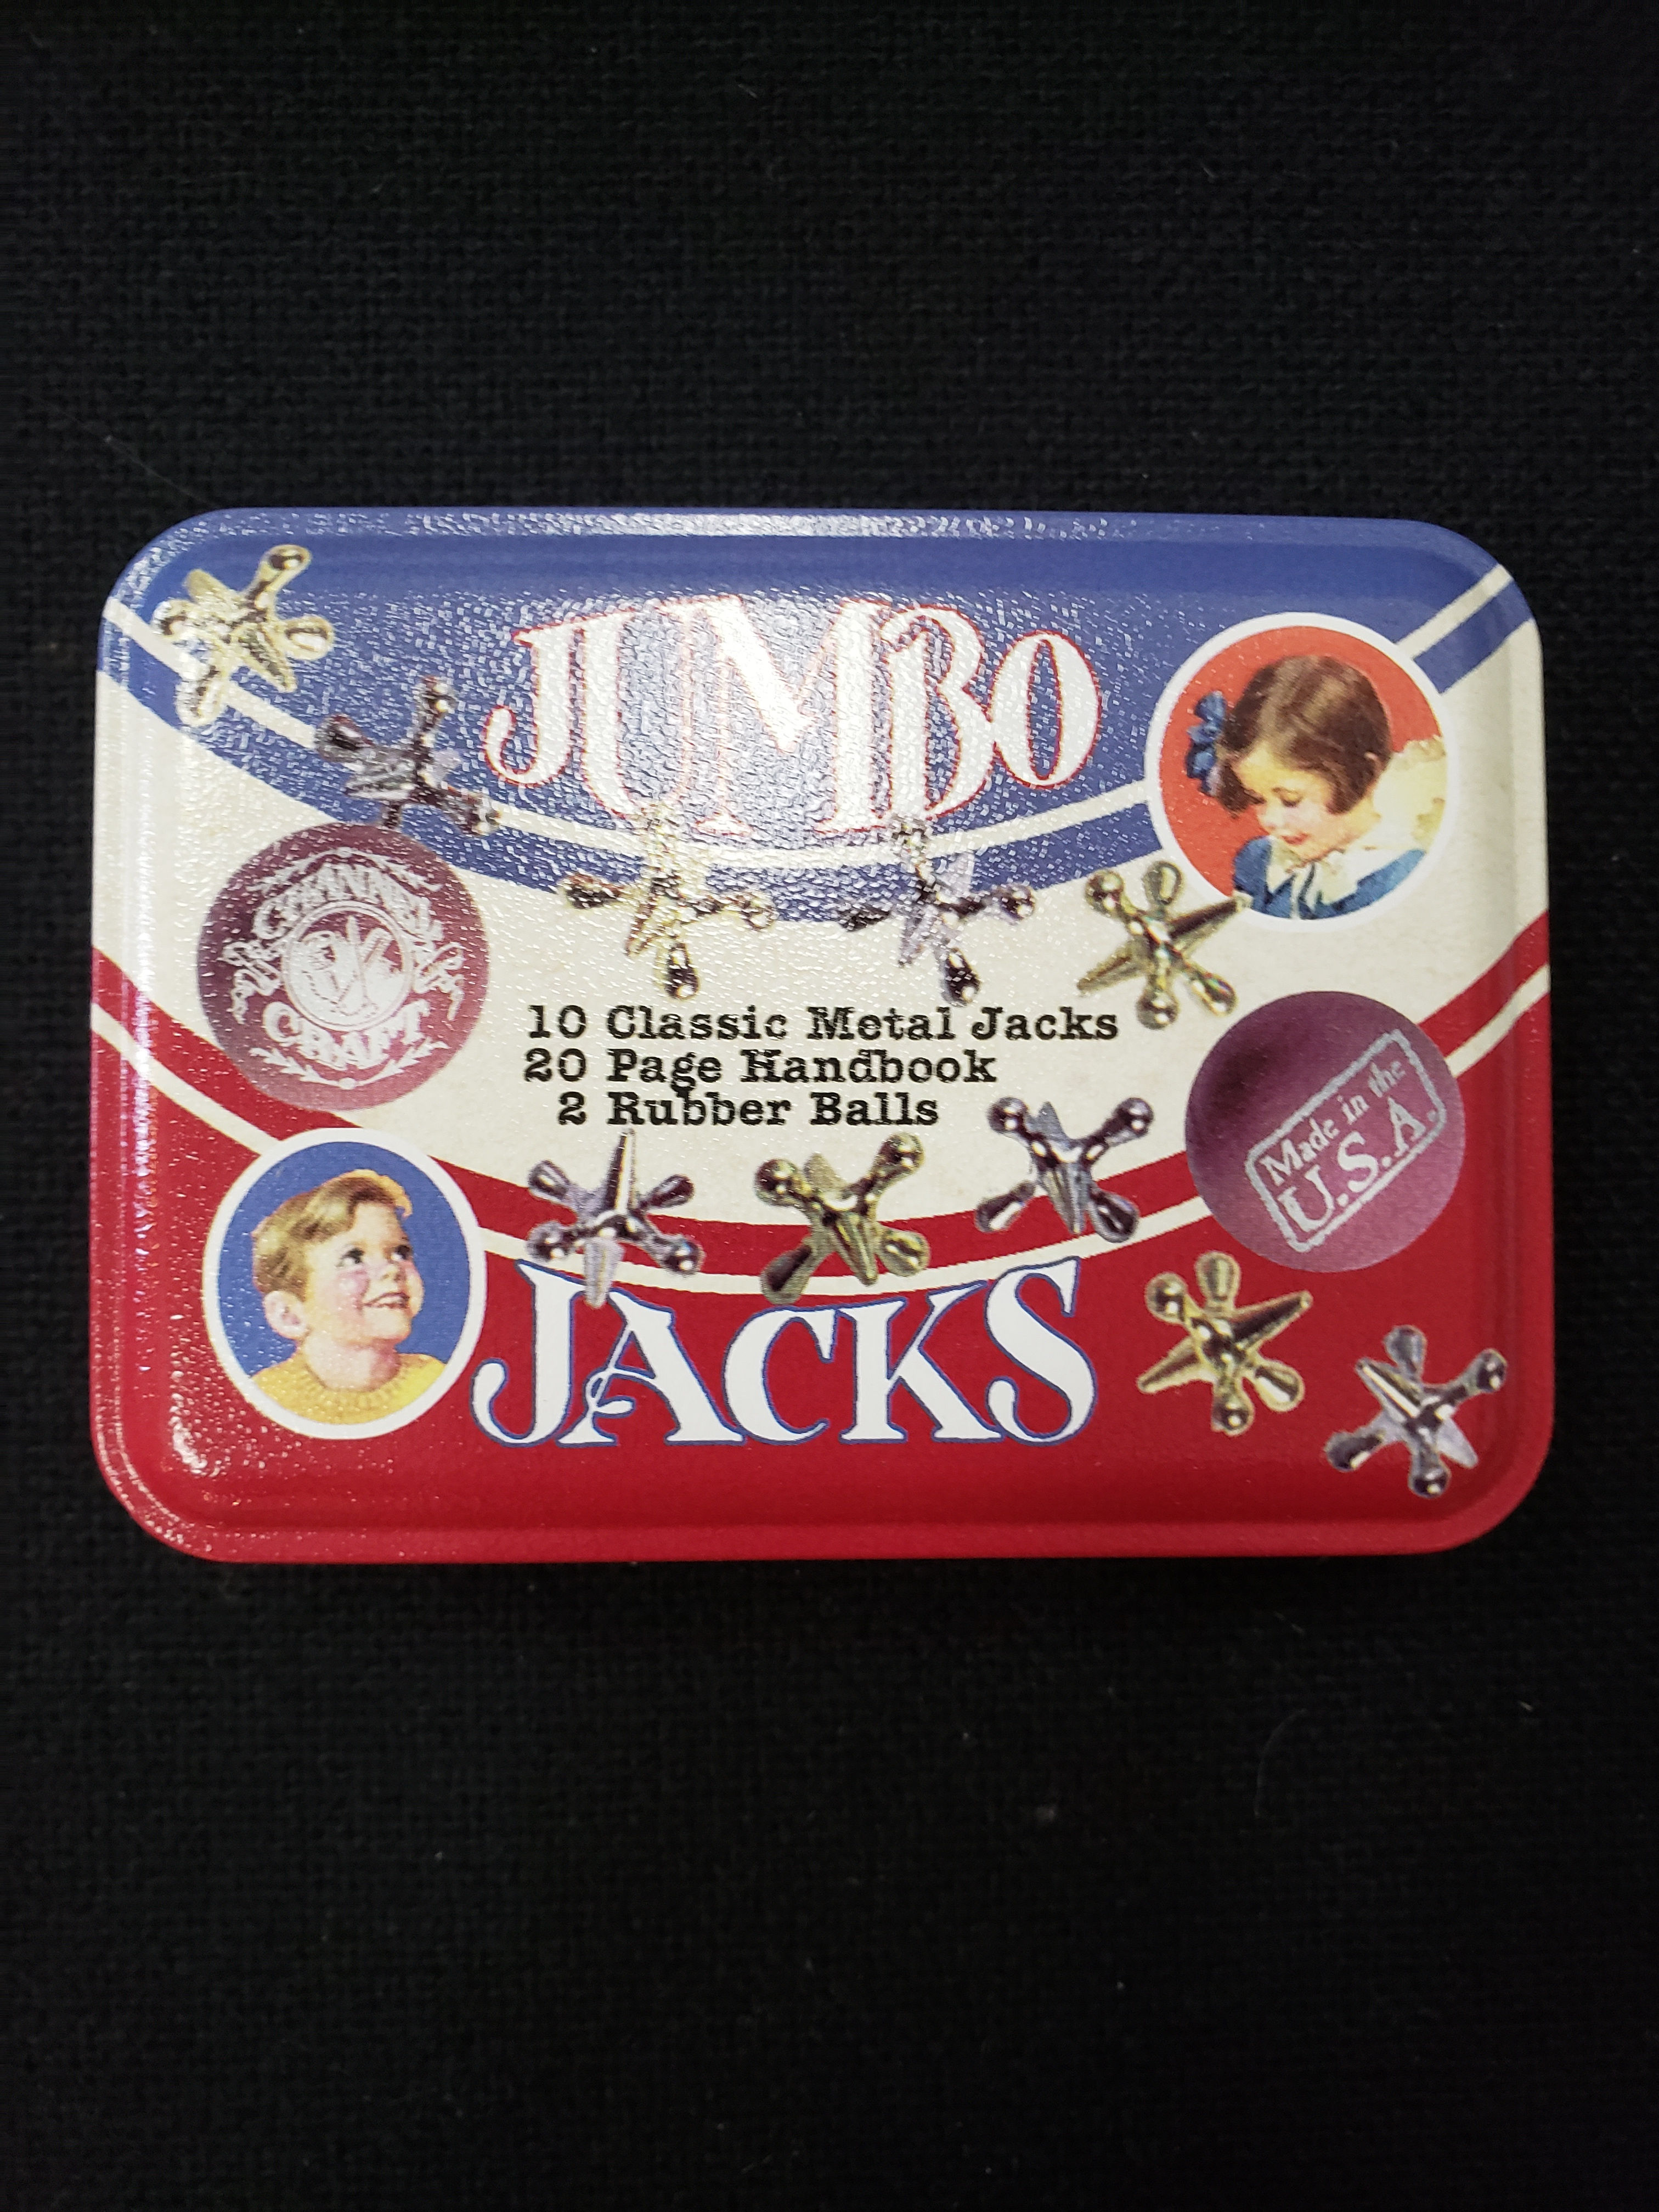 JUMBO
CHANNEL
CRAFT
10 Classic Metal Jacks
20 Page Handbook
2 Rubber Balls
Made in the
U.S.A.
JACKS